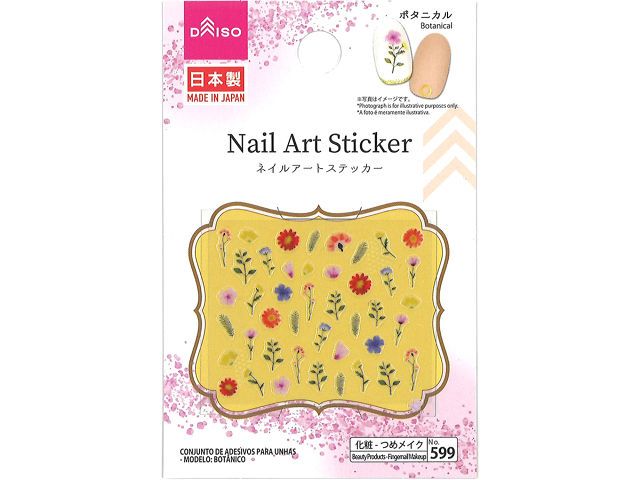 DAISO
日本製
MADE IN JAPAN
ボタニカル
Botanical
※写真はイメージです。
*Photograph is for illustrative purposes only.
*A foto é meramente ilustrativa.
Nail Art Sticker
ネイルアートステッカー
CONJUNTO DE ADESIVOS PARA UNHAS
- MODELO: BOTÂNICO
化粧 - つめメイク
Beauty Products - Fingernail Makeup
No.
599